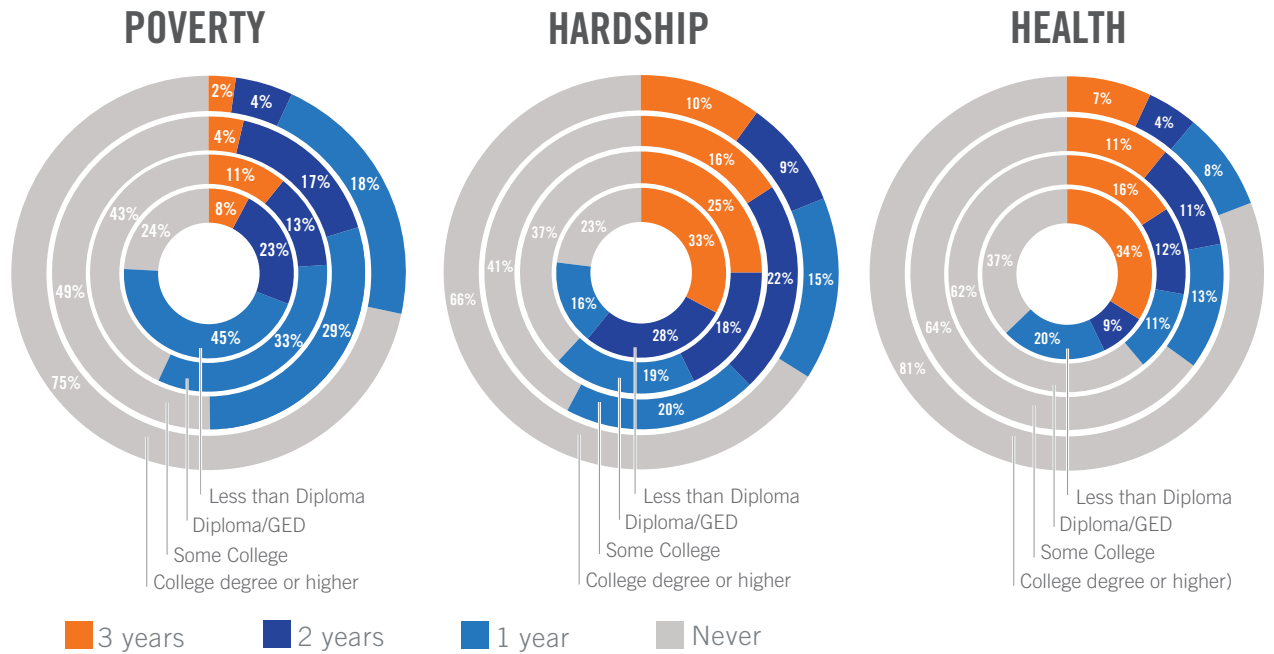 POVERTY HARDSHIP HEALTH
2% 4% 18% 75%
4% 17% 29% 49%
11% 13% 33% 43%
8% 23% 45% 24%
10% 9% 15% 66%
16% 22% 20% 41%
25% 18% 19% 37%
33% 28% 16% 23%
7% 4% 8% 81%
11% 11% 13% 64%
16% 12% 11% 62%
34% 9% 20% 37%
Less than Diploma
Diploma/GED
Some College
College degree or higher
Less than Diploma
Diploma/GED
Some College
College degree or higher
Less than Diploma
Diploma/GED
Some College
College degree or higher)
3 years 2 years 1 year Never